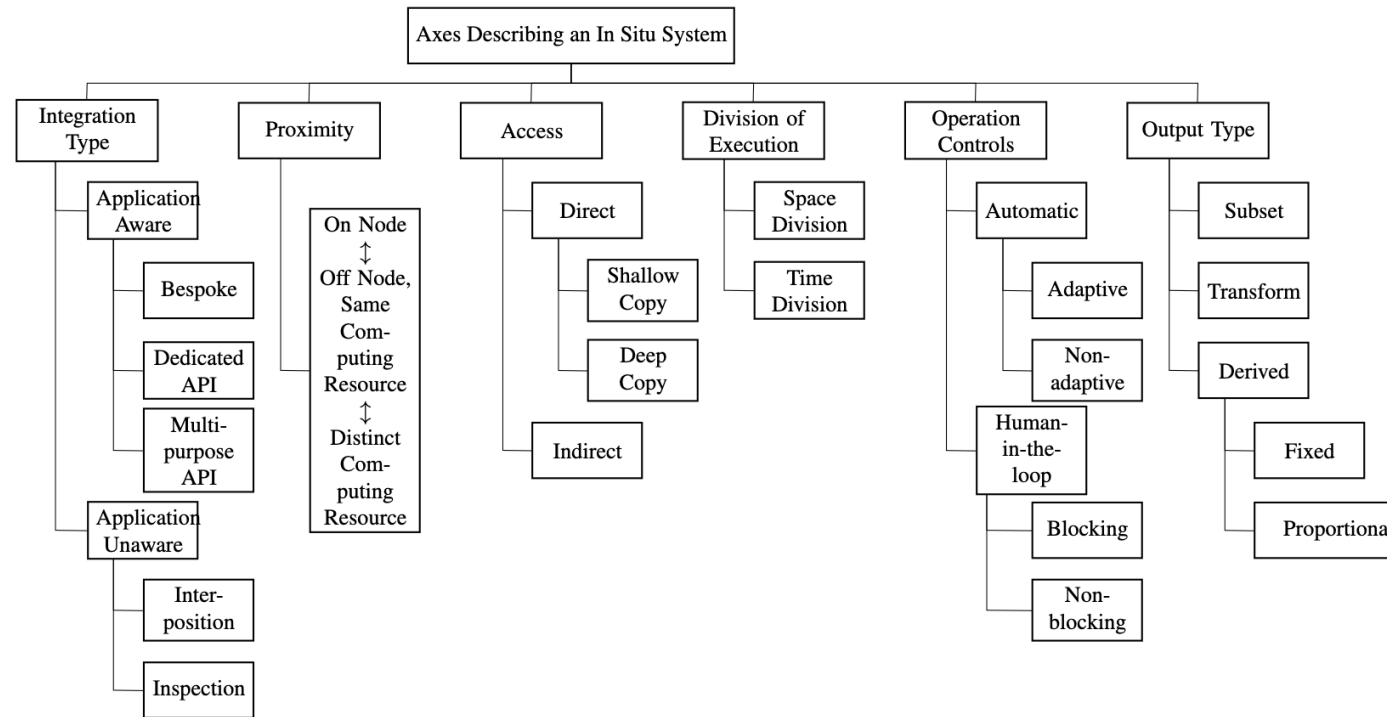 Axes Describing an In Situ System
Integration
Type
Proximity
Access
Division of
Execution
Operation
Controls
Output Type
Application
Aware
Bespoke
Dedicated
API
Multi-
purpose
API
Application
Unaware
Inter-
position
Inspection
On Node
↕
Off Node,
Same
Com-
puting
Resource
↕
Distinct
Com-
puting
Resource
Direct
Shallow
Copy
Deep
Copy
Indirect
Space
Division
Time
Division
Automatic
Adaptive
Non-
adaptive
Human-
in-the-
loop
Blocking
Non-
blocking
Subset
Transform
Derived
Fixed
Proportiona